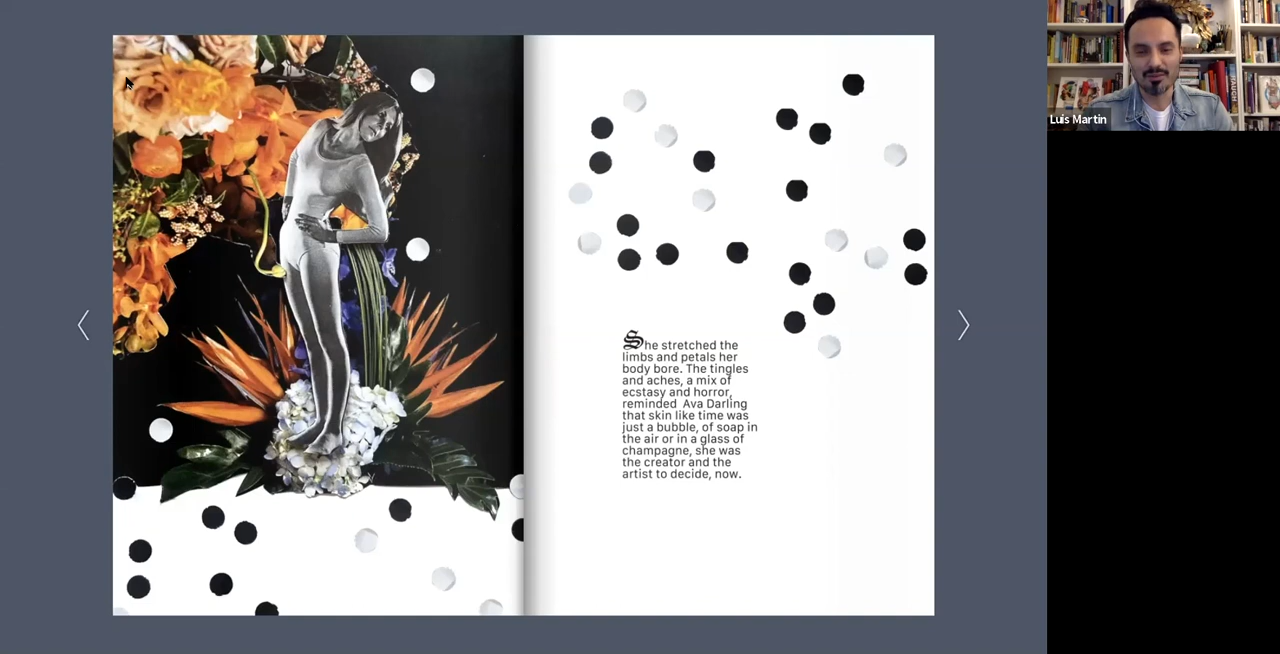 Luis Martin
She stretched the
limbs and petals her
body bore. The tingles
and aches, a mix of
ecstasy and horror,
reminded  Ava Darling
that skin like time was
just a bubble, of soap in
the air or in a glass of
champagne, she was
the creator and the
artist to decide, now.